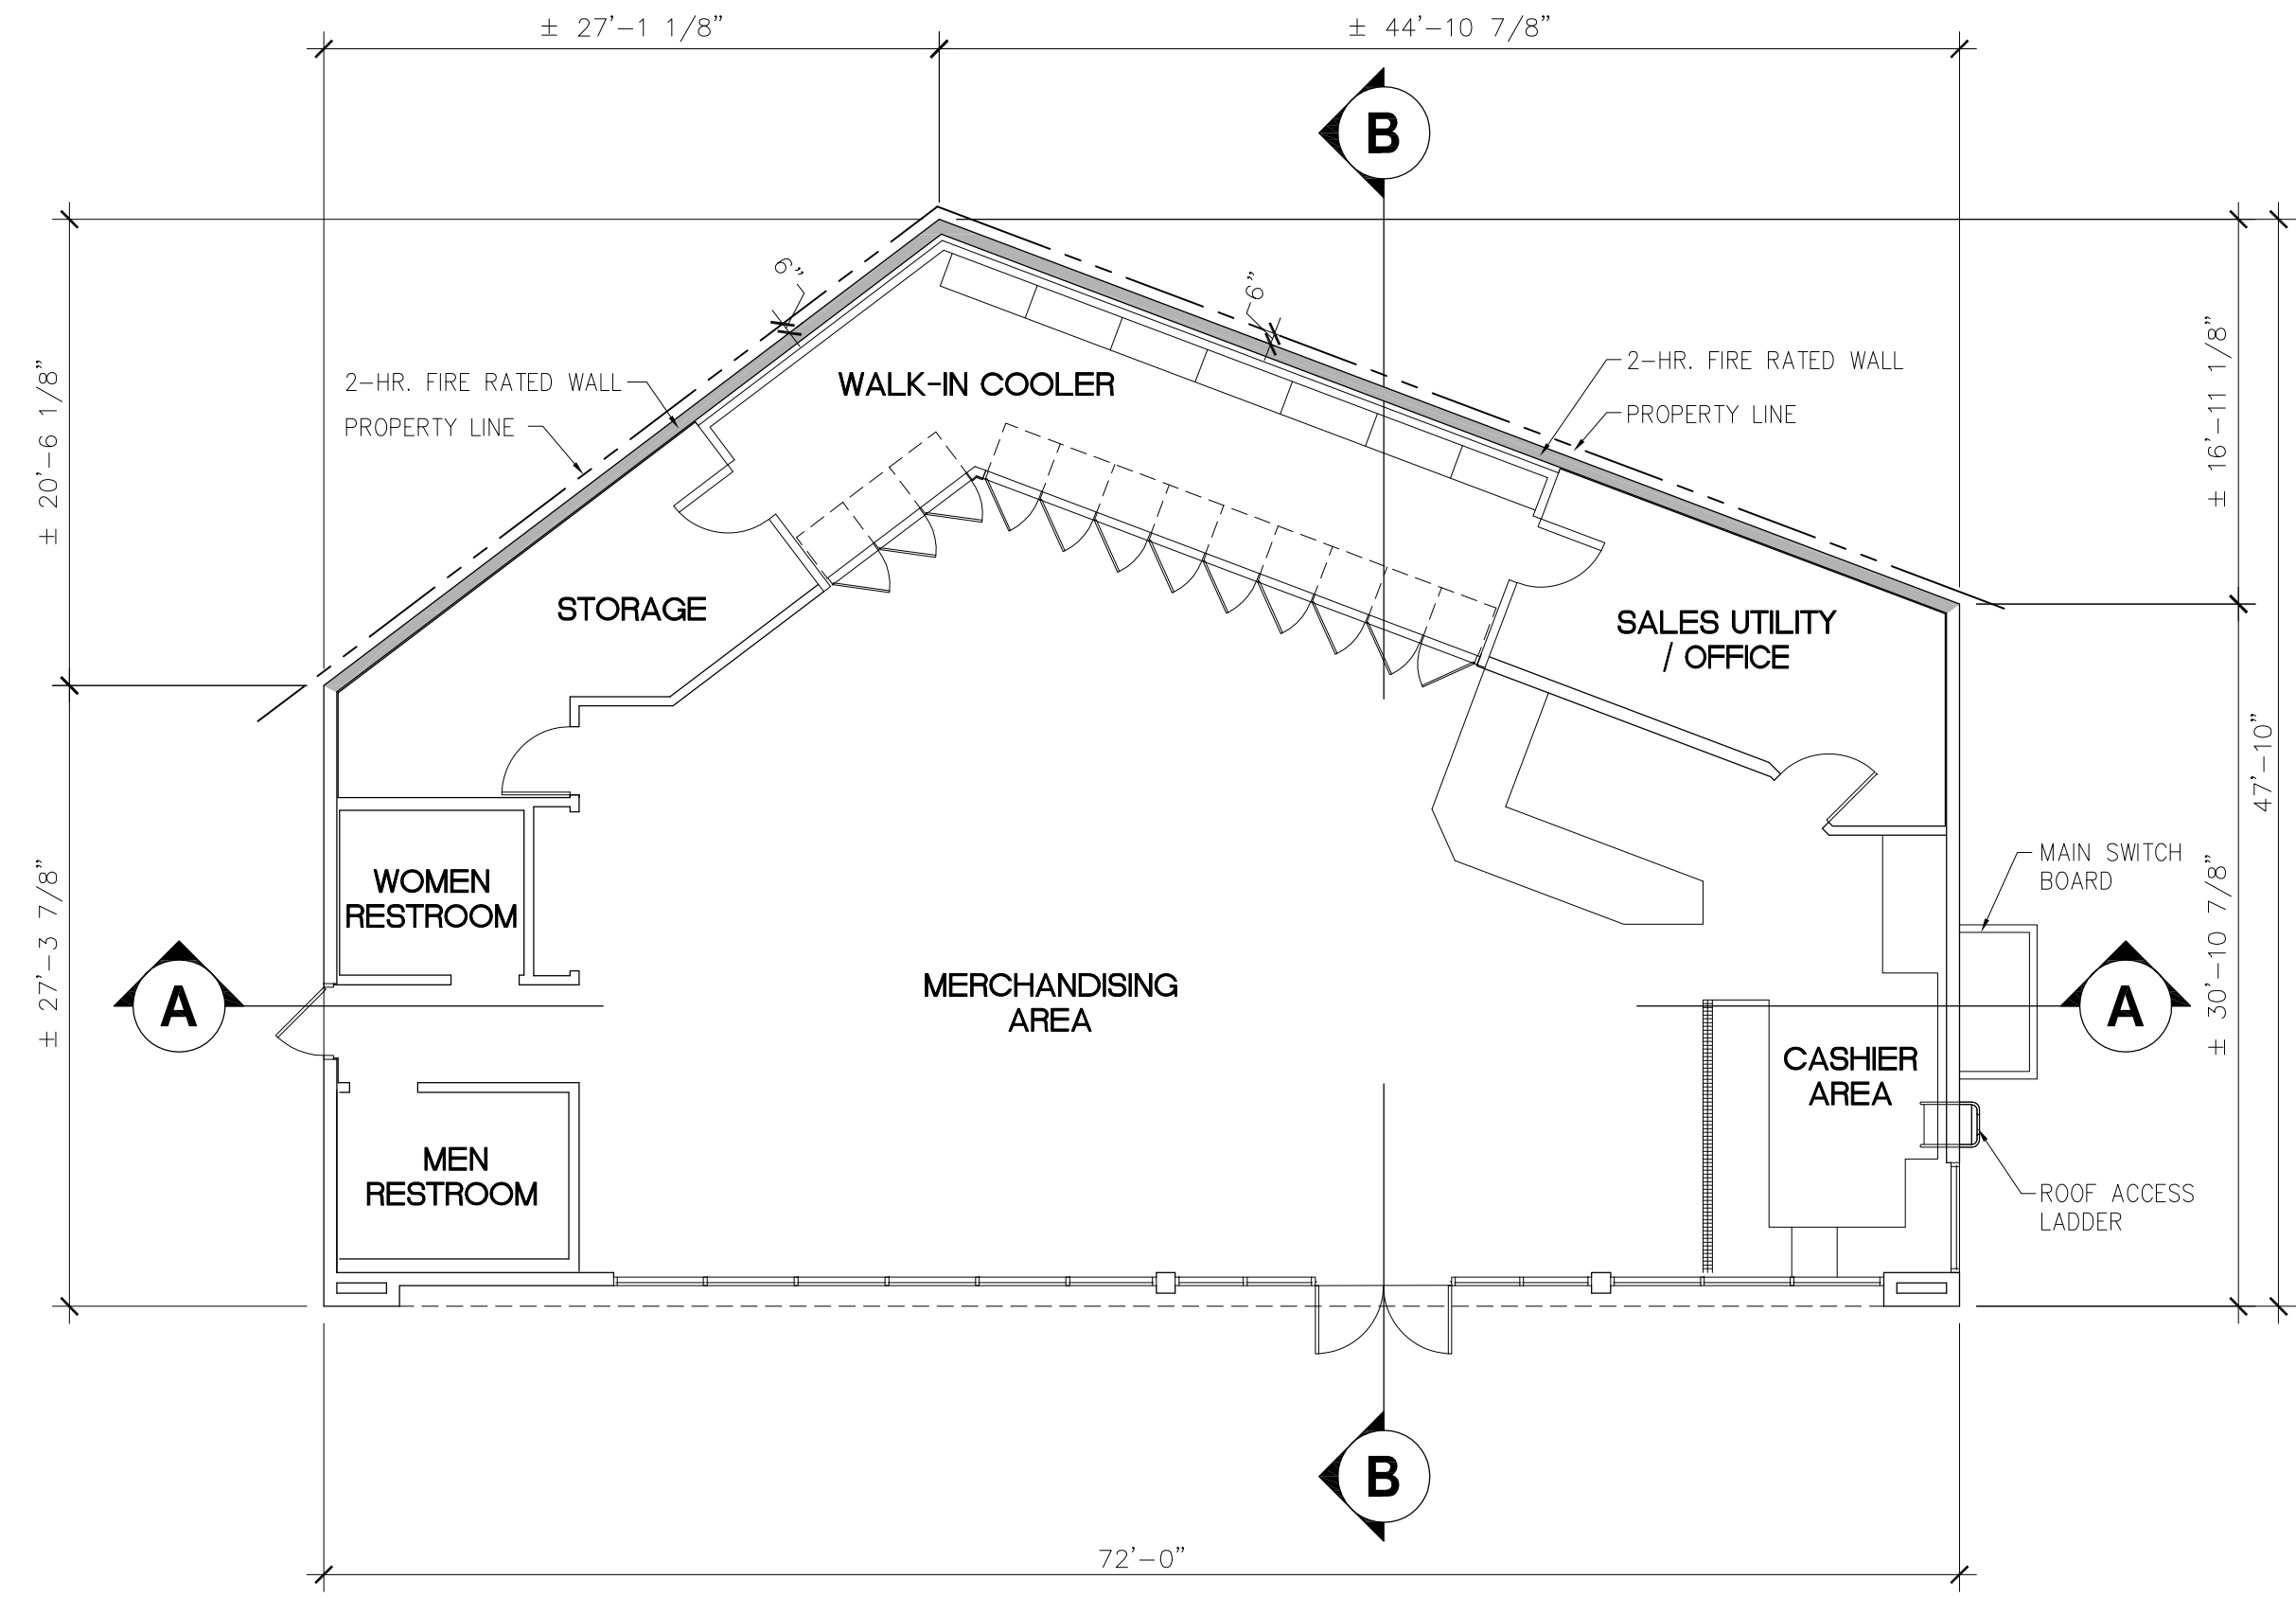 ± 27'-1 1/8"
± 44'-10 7/8"
B
6"
6"
± 20'-6 1/8"
± 16'-11 1/8"
2-HR. FIRE RATED WALL
PROPERTY LINE
WALK-IN COOLER
2-HR. FIRE RATED WALL
PROPERTY LINE
STORAGE
SALES UTILITY
/ OFFICE
47'-10"
WOMEN
RESTROOM
MAIN SWITCH
BOARD
± 27'-3 7/8"
± 30'-10 7/8"
A
MERCHANDISING
AREA
A
CASHIER
AREA
MEN
RESTROOM
ROOF ACCESS
LADDER
B
72'-0"